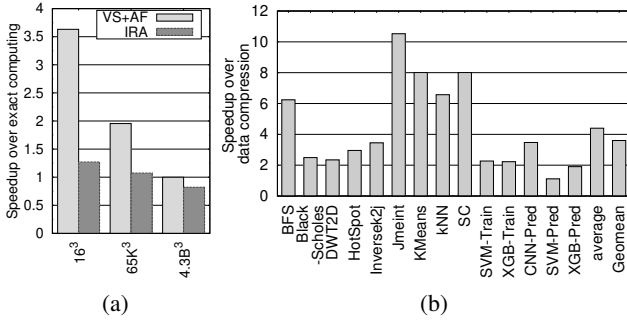 Speedup over exact computing
4
3.5
3
2.5
2
1.5
1
0.5
0
VS+AF
IRA
16³
65K³
4.3B³
(a)
Speedup over
data compression
12
10
8
6
4
2
0
BFS
Black
-Scholes
DWT2D
HotSpot
Inversek2j
Jmeint
KMeans
kNN
SC
SVM-Train
XGB-Train
CNN-Pred
SVM-Pred
XGB-Pred
average
Geomean
(b)